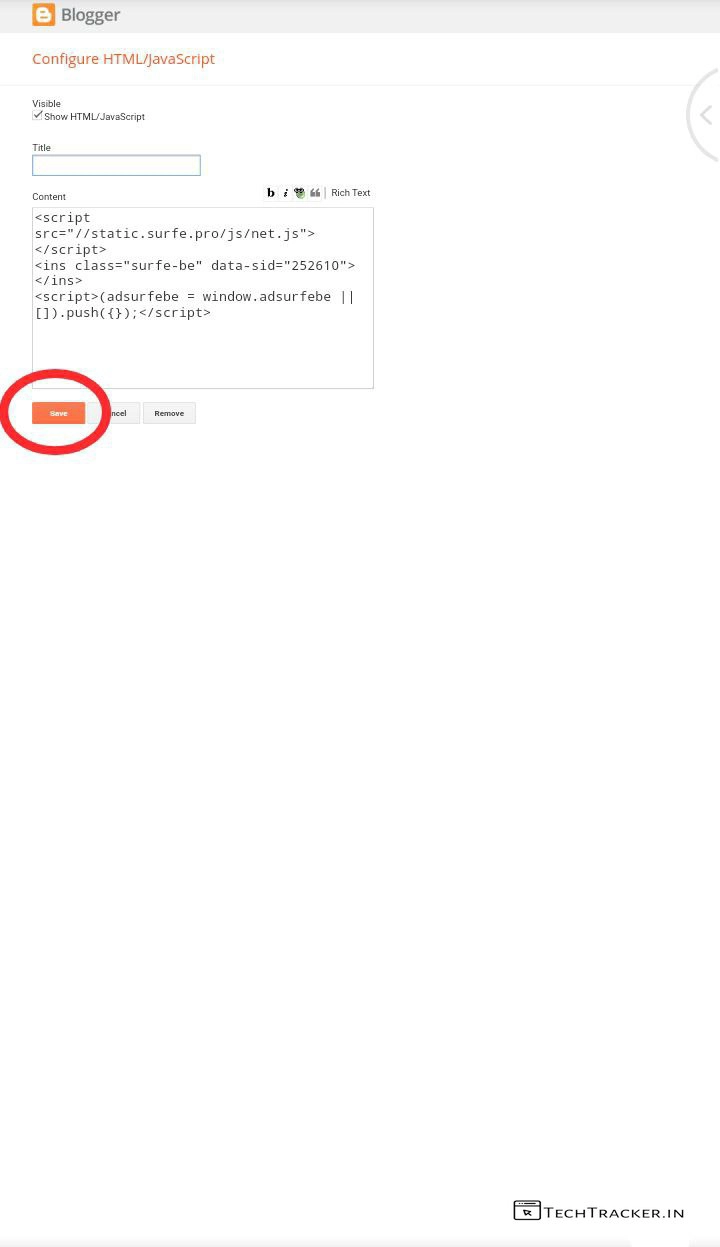 Blogger
Configure HTML/JavaScript
Visible
Show HTML/JavaScript
Title
Content
b i Rich Text
<script
src="//static.surfe.pro/js/net.js">
</script>
<ins class="surfe-be" data-sid="252610">
</ins>
<script>(adsurfebe = window.adsurfebe ||
[]).push({});</script>
Save ncel Remove
TECHTRACKER.IN